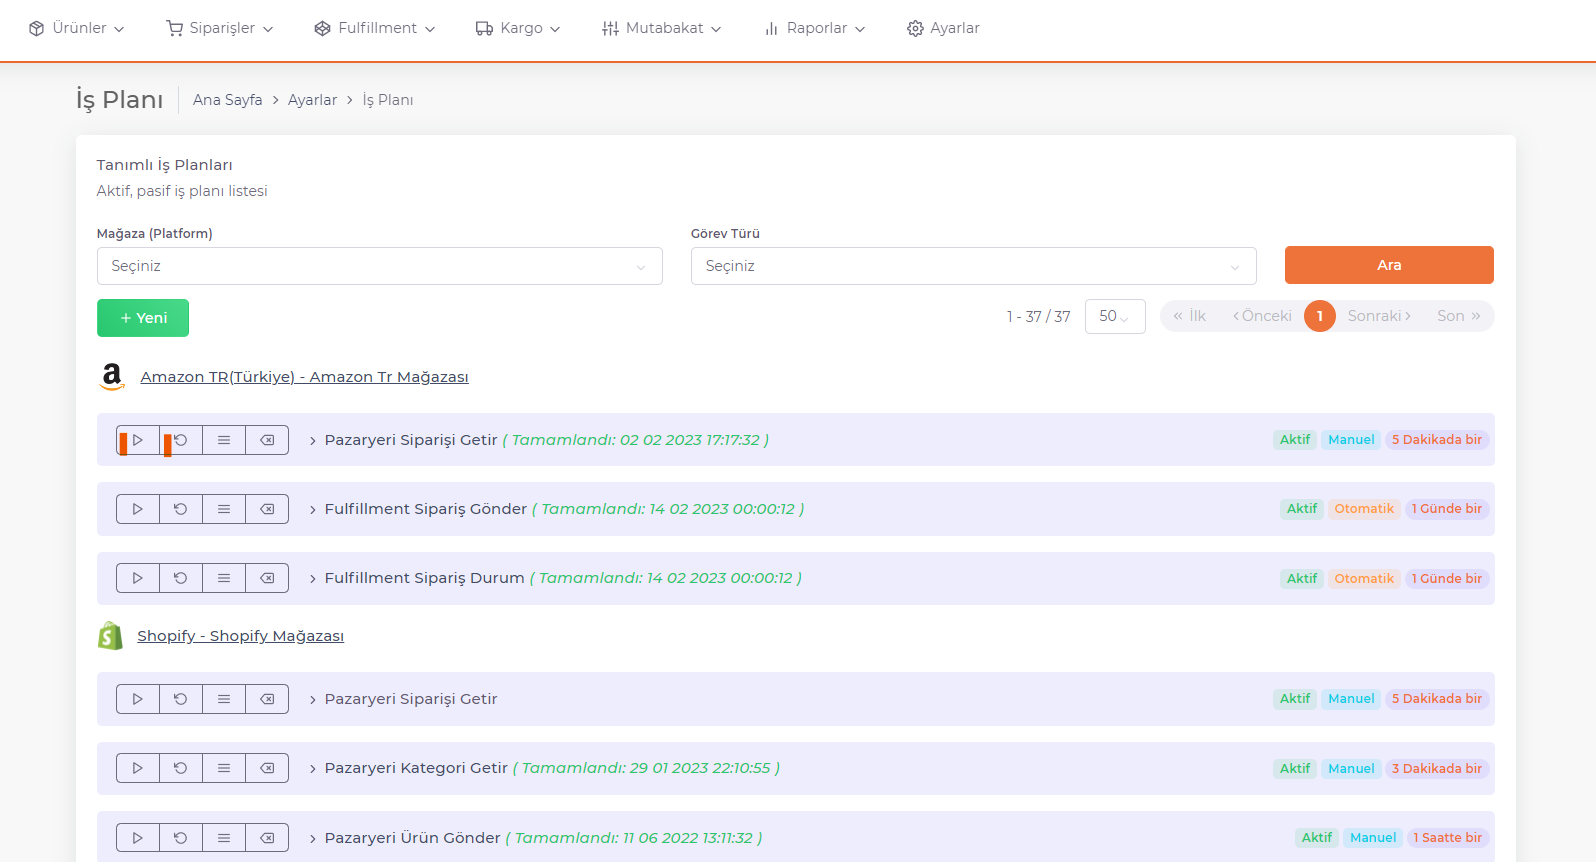 Ürünler Siparişler Fulfillment Kargo Mutabakat Raporlar Ayarlar
İş Planı Ana Sayfa > Ayarlar > İş Planı
Tanımlı İş Planları
Aktif, pasif iş planı listesi
Mağaza (Platform) Görev Türü
Seçiniz Seçiniz Ara
+ Yeni 1 - 37 / 37 50 « İlk ‹ Önceki 1 Sonraki › Son »
Amazon TR(Türkiye) - Amazon Tr Mağazası
> Pazaryeri Siparişi Getir ( Tamamlandı: 02 02 2023 17:17:32 ) Aktif Manuel 5 Dakikada bir
> Fulfillment Sipariş Gönder ( Tamamlandı: 14 02 2023 00:00:12 ) Aktif Otomatik 1 Günde bir
> Fulfillment Sipariş Durum ( Tamamlandı: 14 02 2023 00:00:12 ) Aktif Otomatik 1 Günde bir
Shopify - Shopify Mağazası
> Pazaryeri Siparişi Getir Aktif Manuel 5 Dakikada bir
> Pazaryeri Kategori Getir ( Tamamlandı: 29 01 2023 22:10:55 ) Aktif Manuel 3 Dakikada bir
> Pazaryeri Ürün Gönder ( Tamamlandı: 11 06 2022 13:11:32 ) Aktif Manuel 1 Saatte bir